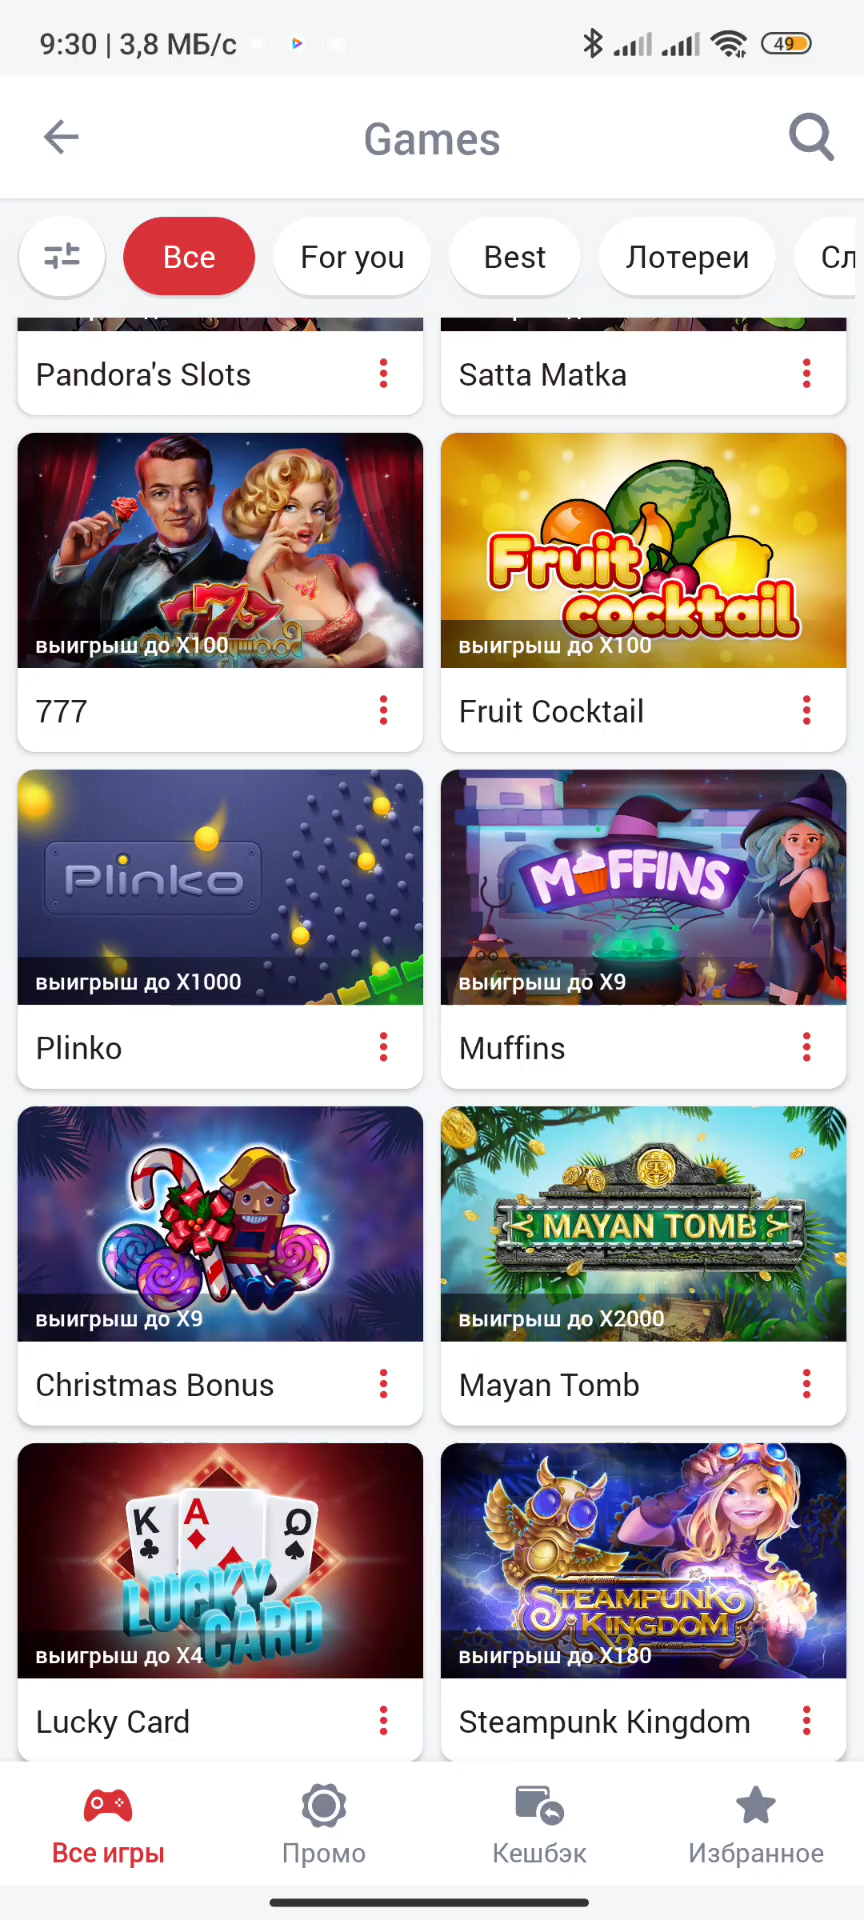 9:30 | 3,8 МБ/с
49
Games
Все
For you
Best
Лотереи
Сл
Pandora's Slots
Satta Matka
777
выигрыш до X100
777
Fruit
cocktail
выигрыш до X100
Fruit Cocktail
Plinko
выигрыш до X1000
Plinko
MUFFINS
выигрыш до X9
Muffins
выигрыш до X9
Christmas Bonus
MAYAN TOMB
выигрыш до X2000
Mayan Tomb
K
A
Q
LUCKY
CARD
выигрыш до X4
Lucky Card
STEAMPUNK
KINGDOM
выигрыш до X180
Steampunk Kingdom
Все игры
Промо
Кешбэк
Избранное